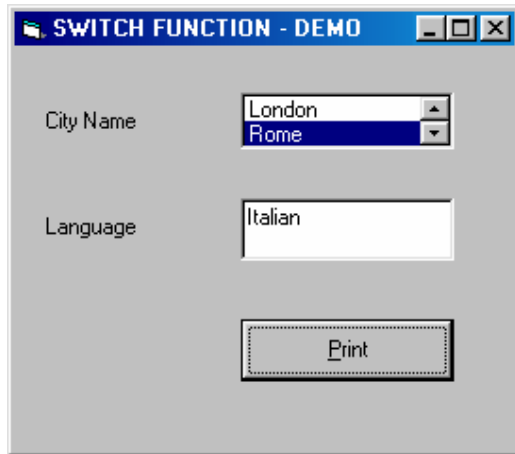 SWITCH FUNCTION - DEMO
City Name
London
Rome
Language
Italian
Print